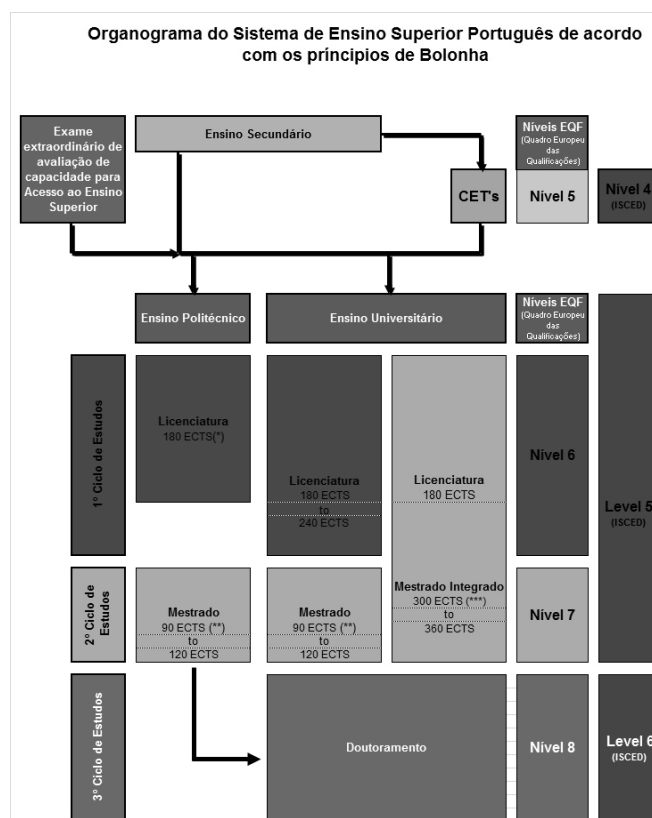 Organograma do Sistema de Ensino Superior Português de acordo
com os príncipios de Bolonha
Exame
extraordinário de
avaliação de
capacidade para
Acesso ao Ensino
Superior
Ensino Secundário
Níveis EQF
(Quadro Europeu
das
Qualificações)
CET's
Nível 5
Nível 4
(ISCED)
Ensino Politécnico
Ensino Universitário
Níveis EQF
(Quadro Europeu
das
Qualificações)
1º Ciclo de Estudos
Licenciatura
180 ECTS(*)
Licenciatura
180 ECTS
to
240 ECTS
Licenciatura
180 ECTS
Nível 6
Level 5
(ISCED)
2º Ciclo de
Estudos
Mestrado
90 ECTS (**)
to
120 ECTS
Mestrado
90 ECTS (**)
to
120 ECTS
Mestrado Integrado
300 ECTS (***)
to
360 ECTS
Nível 7
3º Ciclo de Estudos
Doutoramento
Nível 8
Level 6
(ISCED)